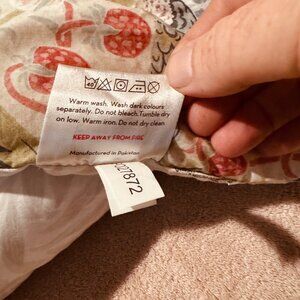 Warm wash. Wash dark colours
separately. Do not bleach.Tumble dry
on low. Warm iron. Do not dry clean.
KEEP AWAY FROM FIRE
Manufactured in Pakistan
27872